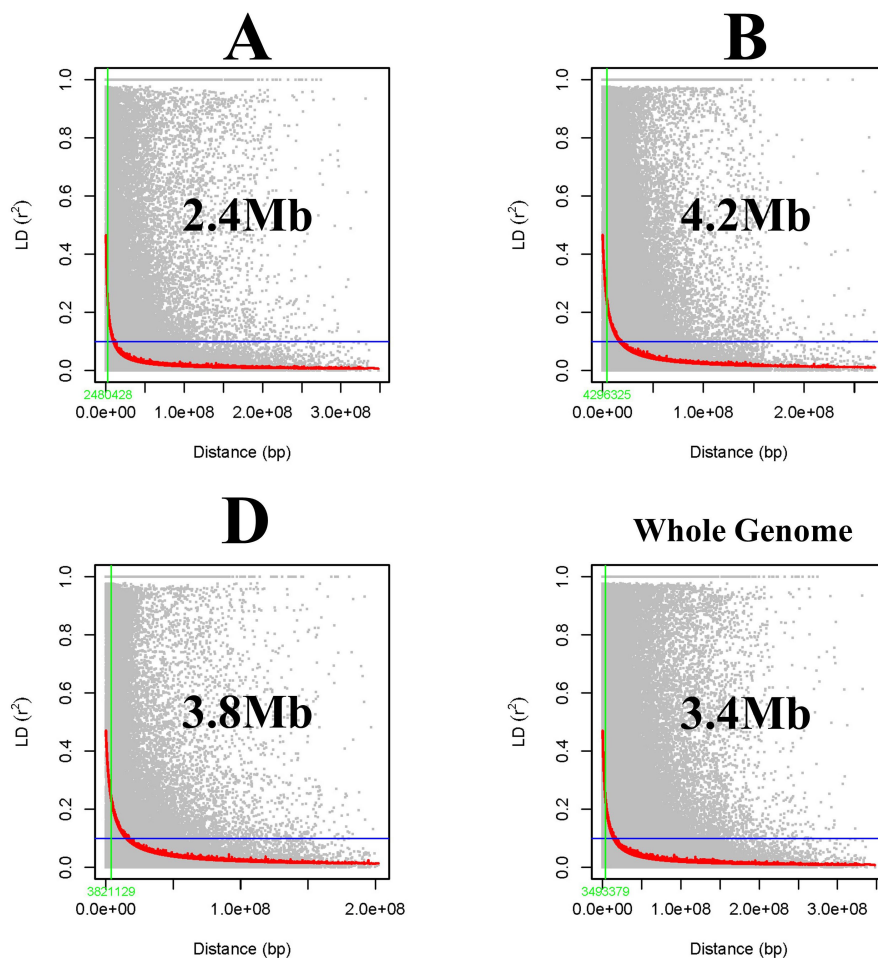 A
1.0
0.8
0.6
0.4
0.2
0.0
LD (r²)
2.4Mb
2480428
0.0e+00 1.0e+08 2.0e+08 3.0e+08
Distance (bp)
B
1.0
0.8
0.6
0.4
0.2
0.0
LD (r²)
4.2Mb
4296325
0.0e+00 1.0e+08 2.0e+08
Distance (bp)
D
1.0
0.8
0.6
0.4
0.2
0.0
LD (r²)
3.8Mb
3821129
0.0e+00 1.0e+08 2.0e+08
Distance (bp)
Whole Genome
1.0
0.8
0.6
0.4
0.2
0.0
LD (r²)
3.4Mb
3493379
0.0e+00 1.0e+08 2.0e+08 3.0e+08
Distance (bp)